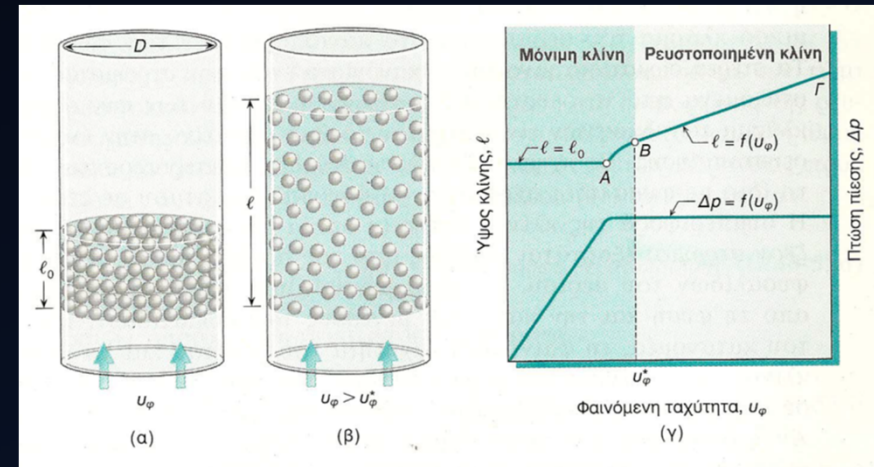 D
ℓ₀
υφ
(α)
ℓ
υφ > υφ*
(β)
Μόνιμη κλίνη
Ρευστοποιημένη κλίνη
Γ
ℓ = ℓ₀
B
A
ℓ = f(υφ)
Δp = f(υφ)
Ύψος κλίνης, ℓ
Πτώση πίεσης, Δp
υφ*
Φαινόμενη ταχύτητα, υφ
(γ)